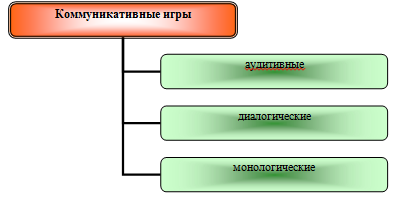 Коммуникативные игры
аудитивные
диалогические
монологические